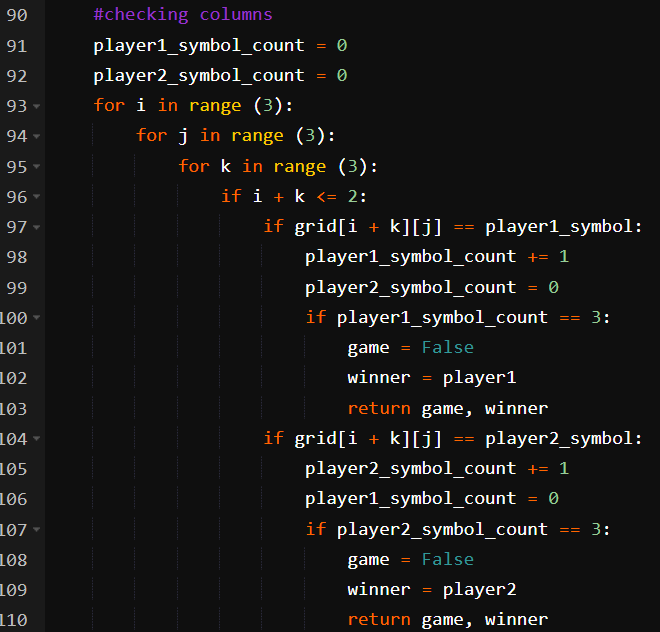 90 #checking columns
91 player1_symbol_count = 0
92 player2_symbol_count = 0
93 for i in range (3):
94 for j in range (3):
95 for k in range (3):
96 if i + k <= 2:
97 if grid[i + k][j] == player1_symbol:
98 player1_symbol_count += 1
99 player2_symbol_count = 0
100 if player1_symbol_count == 3:
101 game = False
102 winner = player1
103 return game, winner
104 if grid[i + k][j] == player2_symbol:
105 player2_symbol_count += 1
106 player1_symbol_count = 0
107 if player2_symbol_count == 3:
108 game = False
109 winner = player2
110 return game, winner